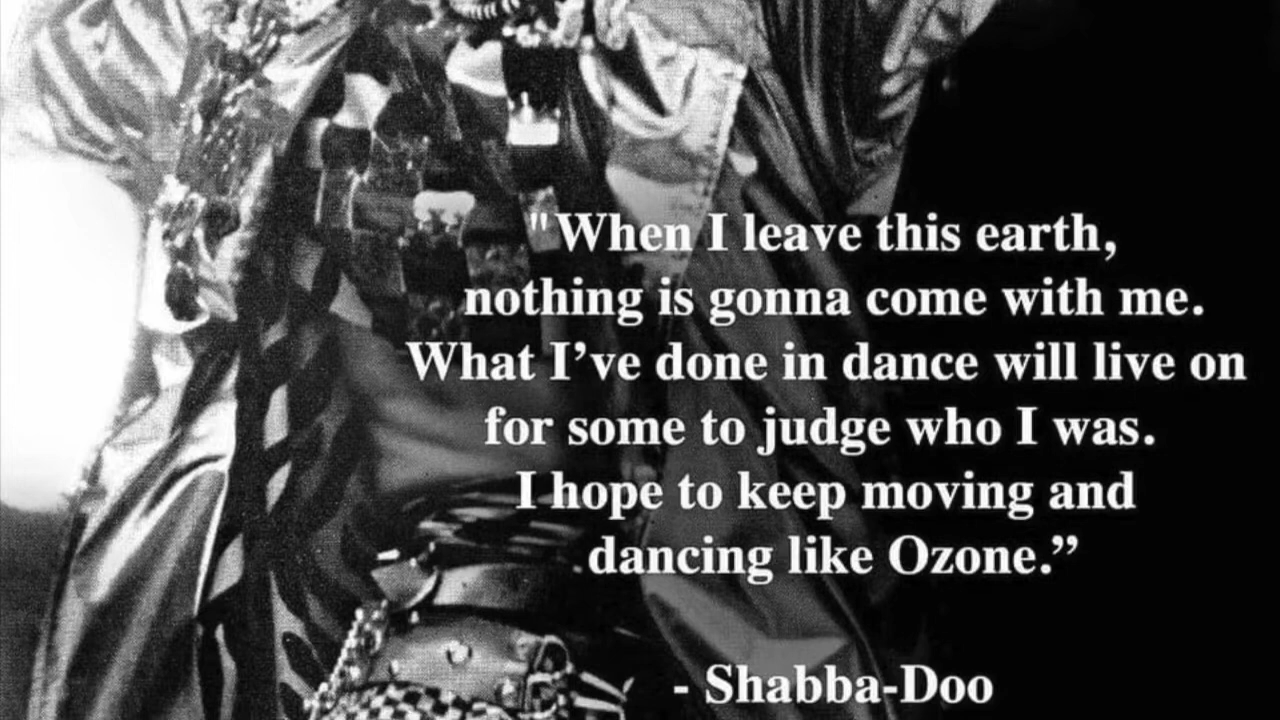 "When I leave this earth,
nothing is gonna come with me.
What I’ve done in dance will live on
for some to judge who I was.
I hope to keep moving and
dancing like Ozone.”
- Shabba-Doo